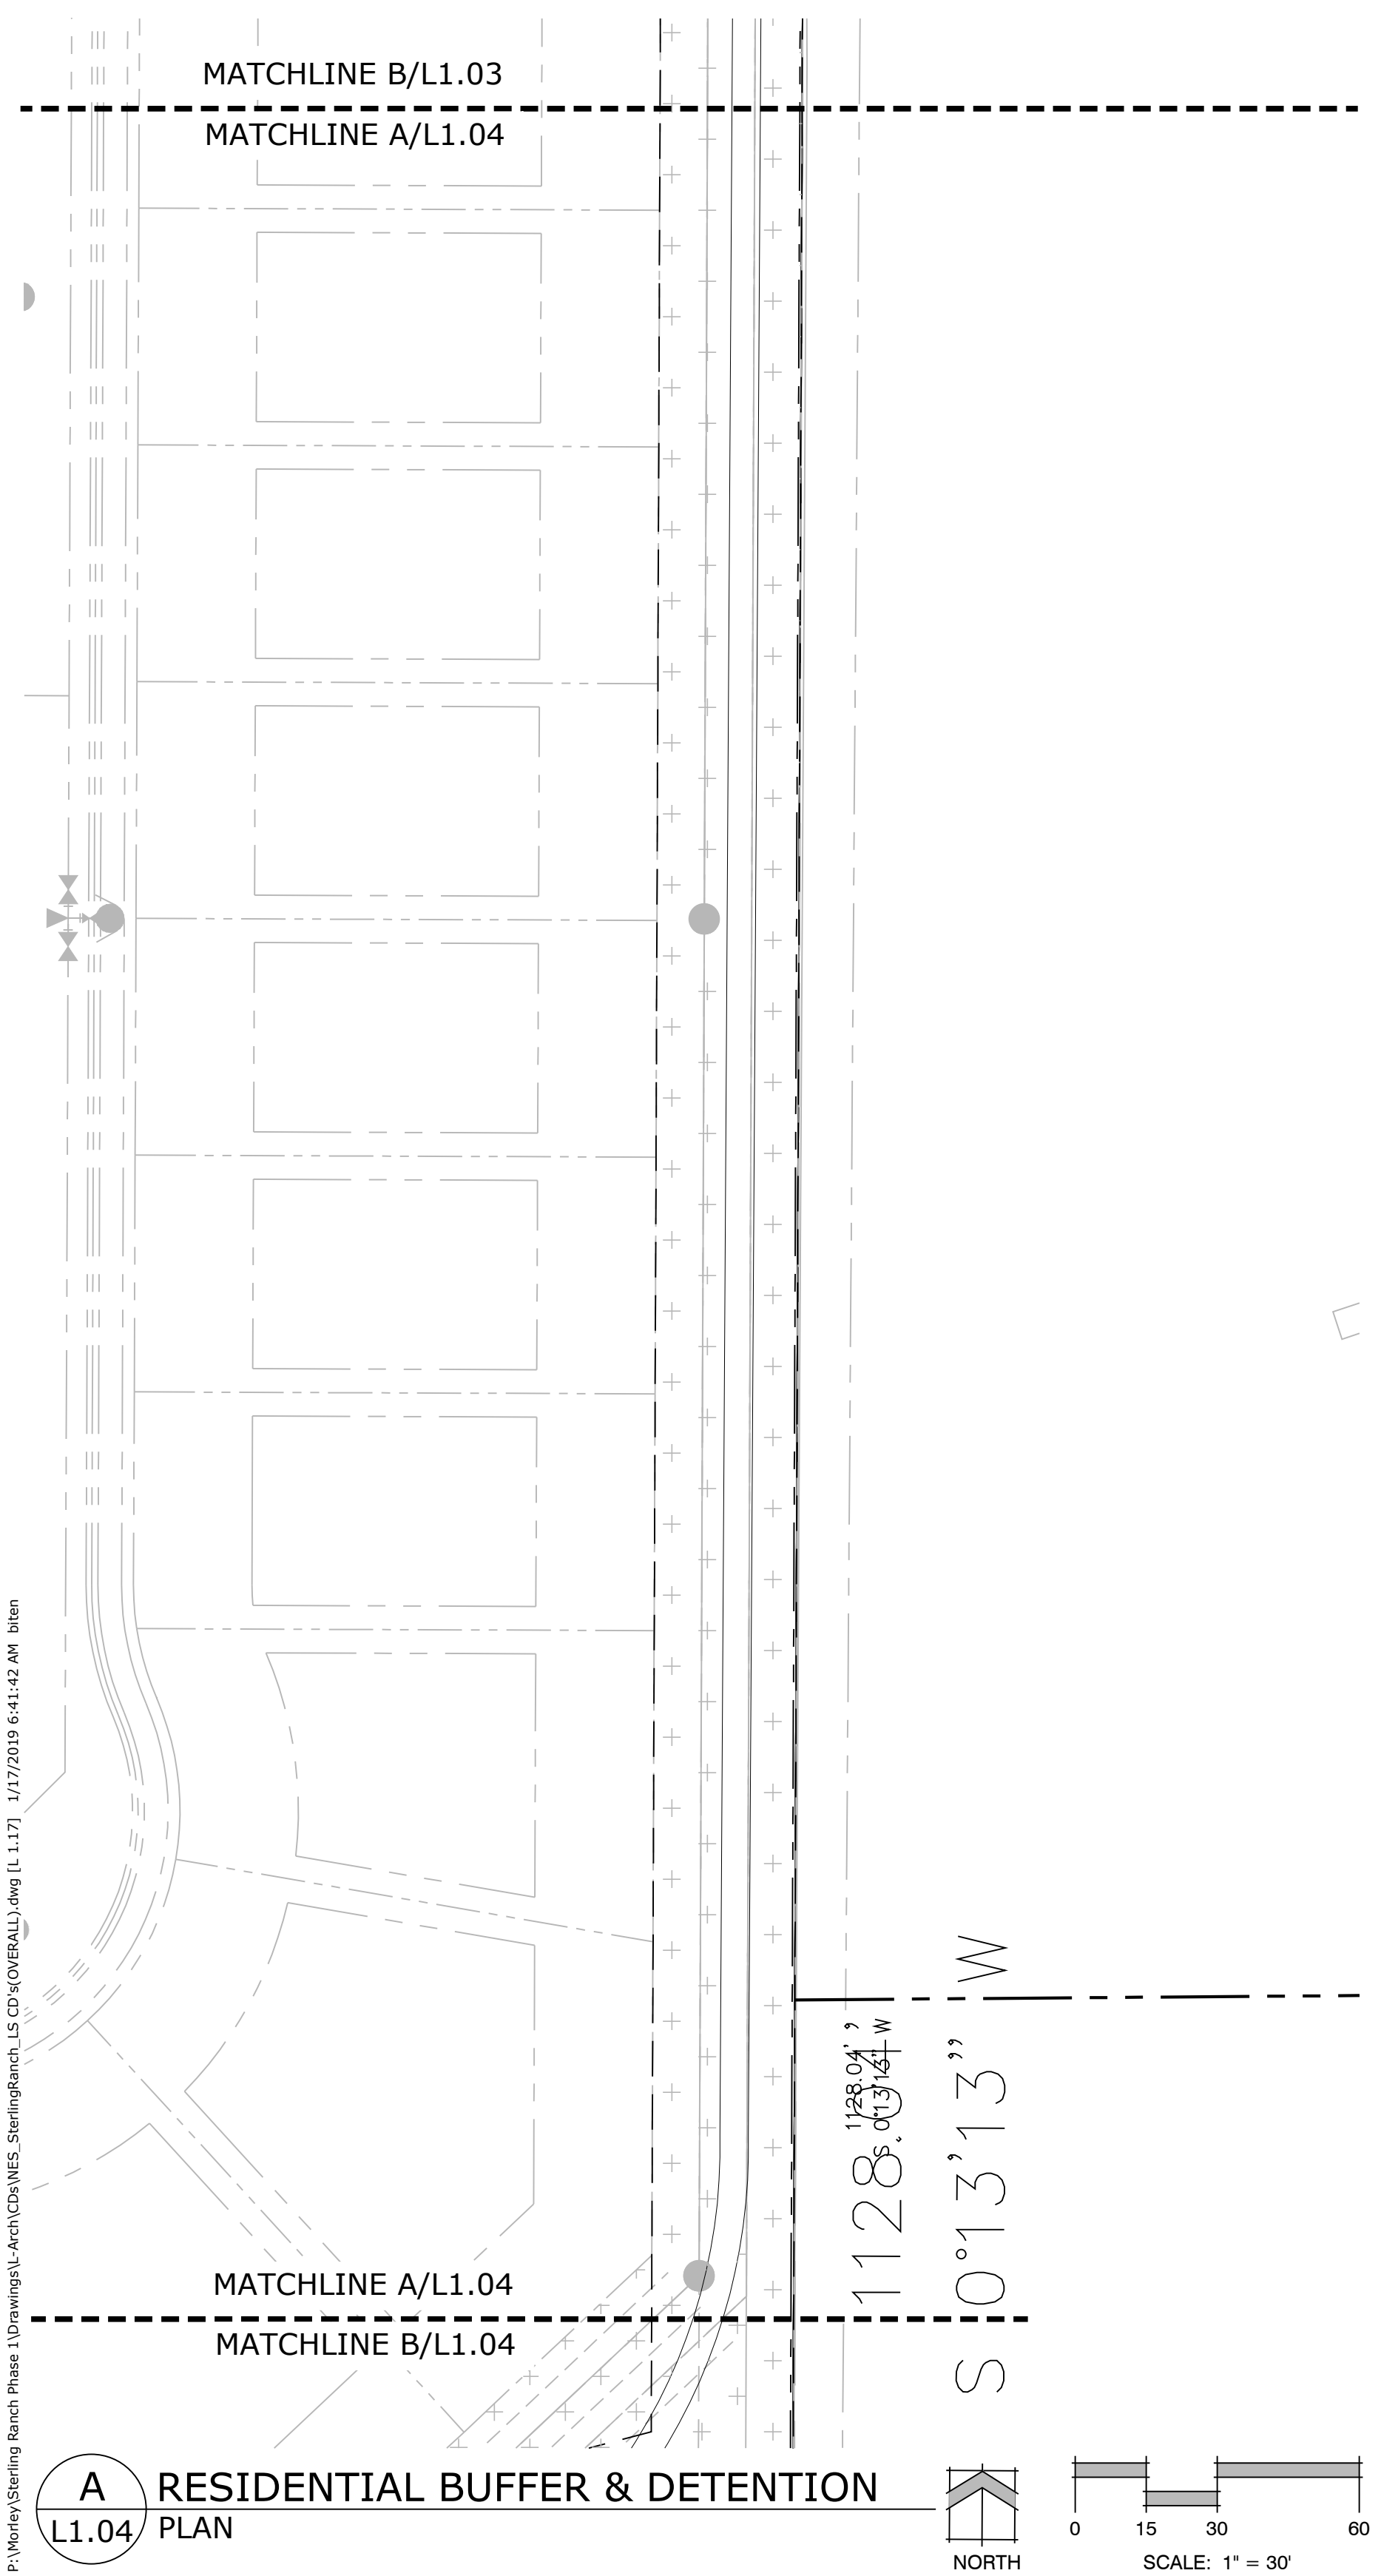 MATCHLINE B/L1.03
MATCHLINE A/L1.04
1128.04'
S 0°13'13" W
1128.04'
S 0°13'13" W
MATCHLINE A/L1.04
MATCHLINE B/L1.04
A
L1.04
RESIDENTIAL BUFFER & DETENTION
PLAN
NORTH
0 15 30 60
SCALE: 1" = 30'
P:\Morley\Sterling Ranch Phase 1\Drawings\L-Arch\CDs\NES_SterlingRanch_LS CD's(OVERALL).dwg [L 1.17] 1/17/2019 6:41:42 AM biten